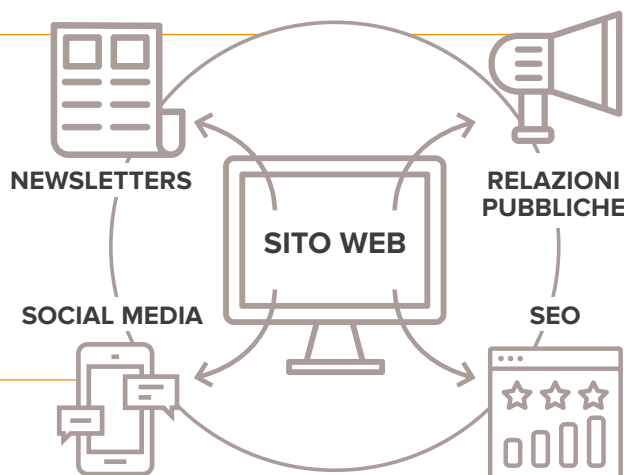 NEWSLETTERS
RELAZIONI
PUBBLICHE
SITO WEB
SOCIAL MEDIA
SEO